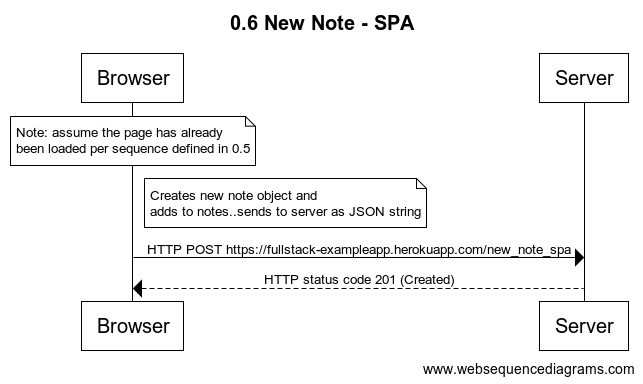 0.6 New Note - SPA
Browser
Server
Note: assume the page has already
been loaded per sequence defined in 0.5
Creates new note object and
adds to notes..sends to server as JSON string
HTTP POST https://fullstack-exampleapp.herokuapp.com/new_note_spa
HTTP status code 201 (Created)
Browser
Server
www.websequencediagrams.com